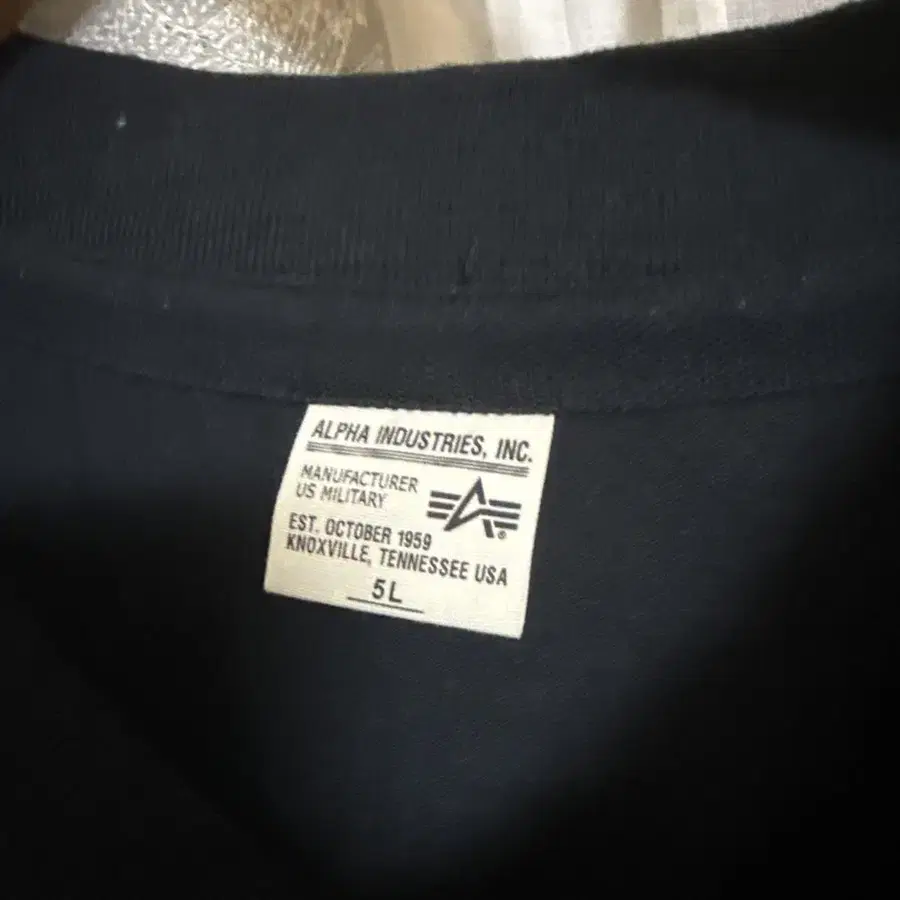 ALPHA INDUSTRIES, INC.
MANUFACTURER
US MILITARY
EST. OCTOBER 1959
KNOXVILLE, TENNESSEE USA
5L